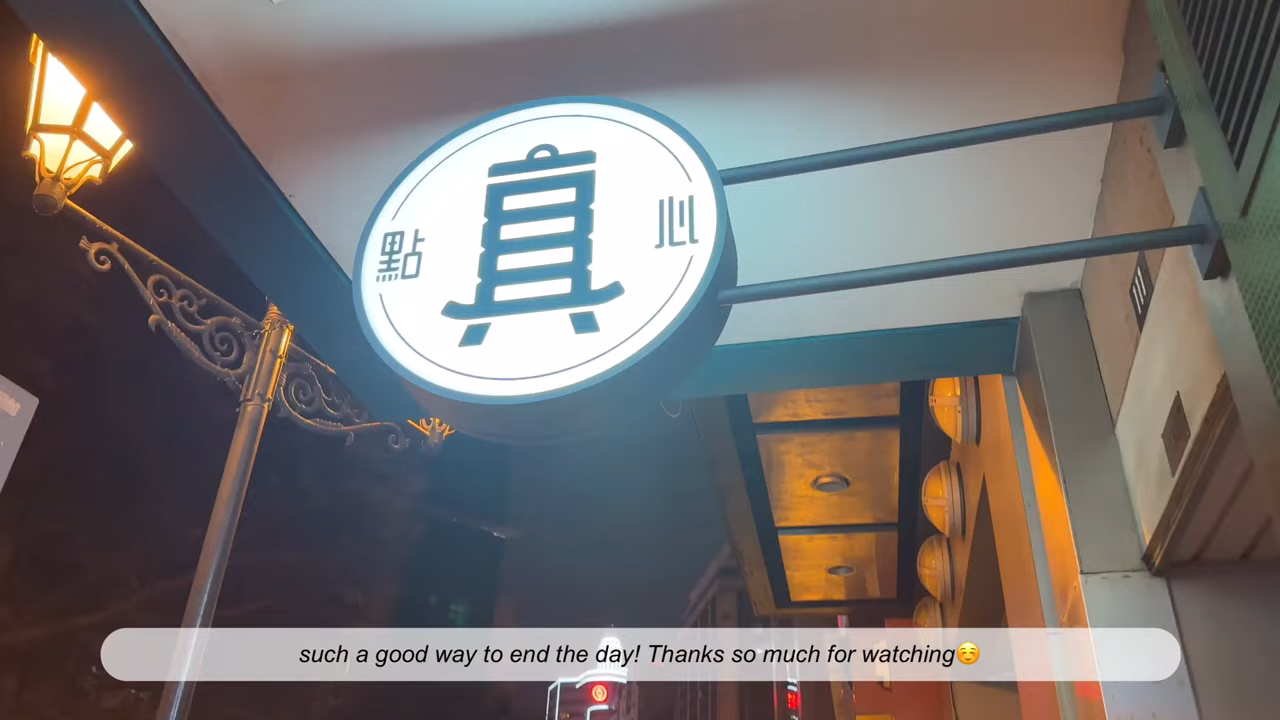 點 真 心
such a good way to end the day! Thanks so much for watching☺️